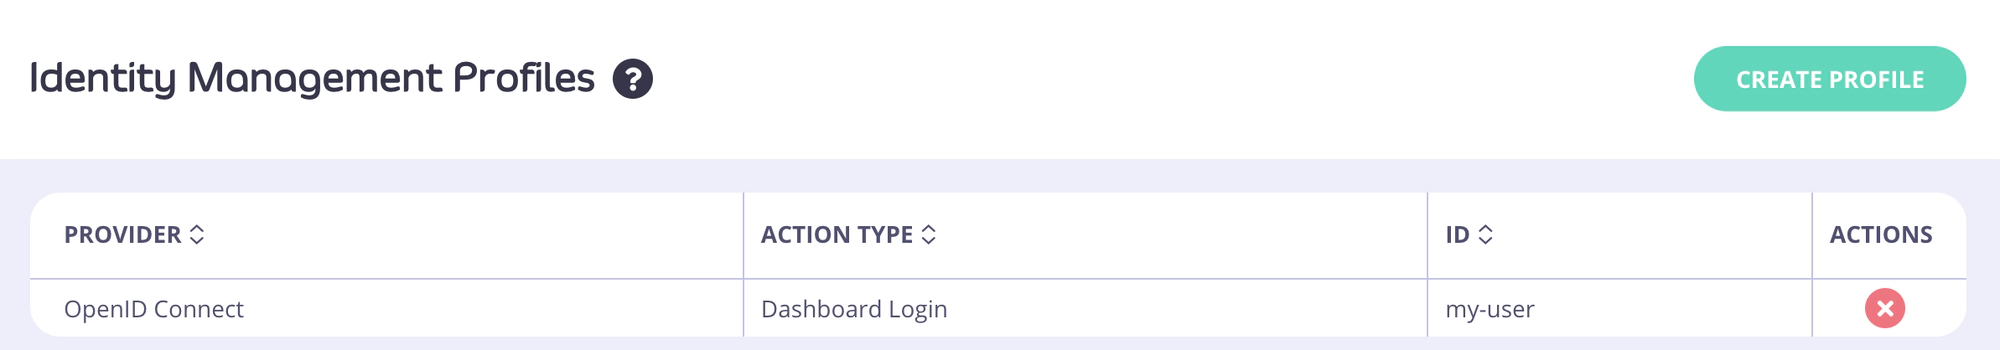 Identity Management Profiles ?
CREATE PROFILE
PROVIDER ACTION TYPE ID ACTIONS
OpenID Connect Dashboard Login my-user